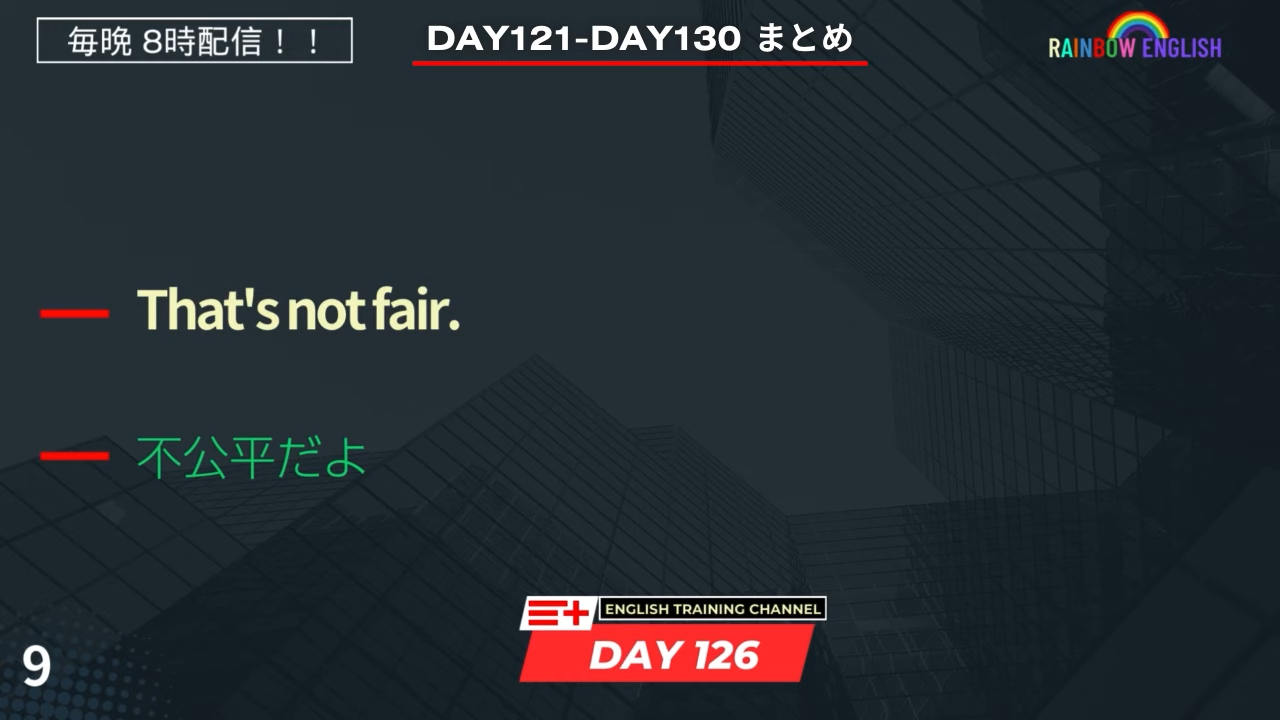 毎晩 8時配信！！
DAY121-DAY130 まとめ
RAINBOW ENGLISH
That's not fair.
不公平だよ
ENGLISH TRAINING CHANNEL
DAY 126
9